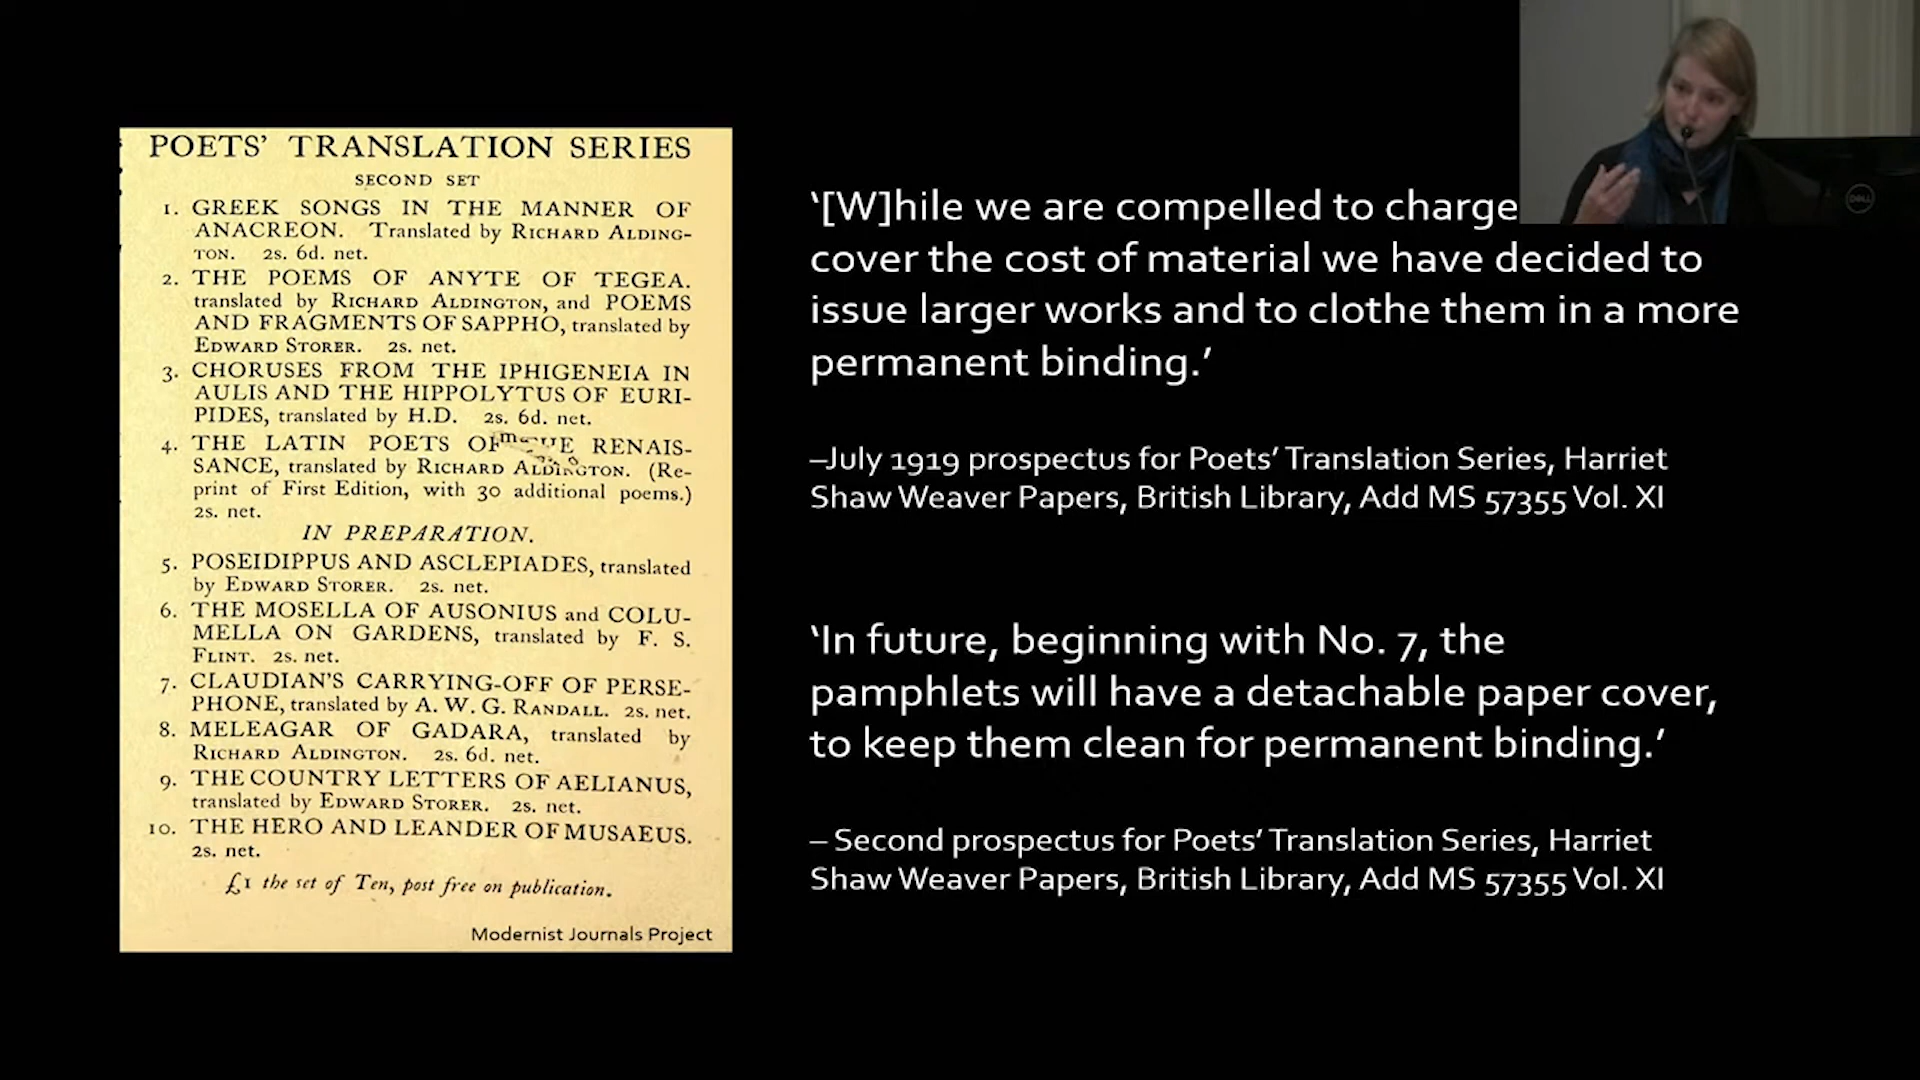 POETS' TRANSLATION SERIES
SECOND SET
1. GREEK SONGS IN THE MANNER OF
ANACREON. Translated by RICHARD ALDING-
TON. 2s. 6d. net.
2. THE POEMS OF ANYTE OF TEGEA.
translated by RICHARD ALDINGTON, and POEMS
AND FRAGMENTS OF SAPPHO, translated by
EDWARD STORER. 2s. net.
3. CHORUSES FROM THE IPHIGENEIA IN
AULIS AND THE HIPPOLYTUS OF EURI-
PIDES, translated by H.D. 2s. 6d. net.
4. THE LATIN POETS OF RENAIS-
SANCE, translated by RICHARD ALDINGTON. (Re-
print of First Edition, with 30 additional poems.)
2s. net.
IN PREPARATION.
5. POSEIDIPPUS AND ASCLEPIADES, translated
by EDWARD STORER. 2s. net.
6. THE MOSELLA OF AUSONIUS and COLU-
MELLA ON GARDENS, translated by F. S.
FLINT. 2s. net.
7. CLAUDIAN'S CARRYING-OFF OF PERSE-
PHONE, translated by A. W. G. RANDALL. 2s. net.
8. MELEAGAR OF GADARA, translated by
RICHARD ALDINGTON. 2s. 6d. net.
9. THE COUNTRY LETTERS OF AELIANUS,
translated by EDWARD STORER. 2s. net.
10. THE HERO AND LEANDER OF MUSAEUS.
2s. net.
£1 the set of Ten, post free on publication.
Modernist Journals Project
‘[W]hile we are compelled to charge
cover the cost of material we have decided to
issue larger works and to clothe them in a more
permanent binding.’
–July 1919 prospectus for Poets’ Translation Series, Harriet
Shaw Weaver Papers, British Library, Add MS 57355 Vol. XI
‘In future, beginning with No. 7, the
pamphlets will have a detachable paper cover,
to keep them clean for permanent binding.’
– Second prospectus for Poets’ Translation Series, Harriet
Shaw Weaver Papers, British Library, Add MS 57355 Vol. XI
DELL